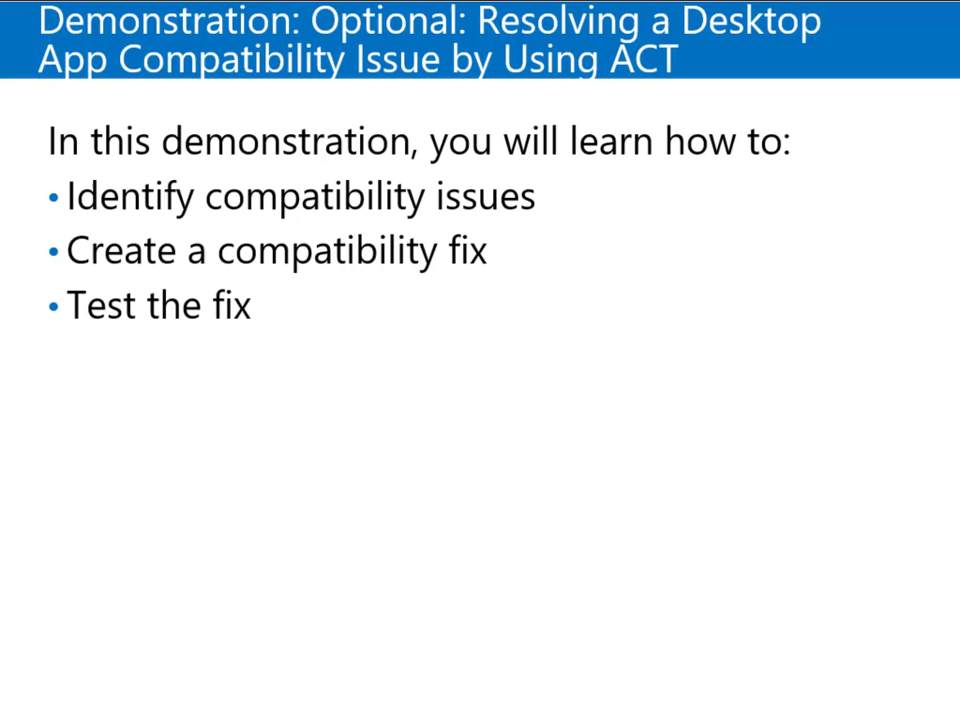 Demonstration: Optional: Resolving a Desktop
App Compatibility Issue by Using ACT
In this demonstration, you will learn how to:
• Identify compatibility issues
• Create a compatibility fix
• Test the fix